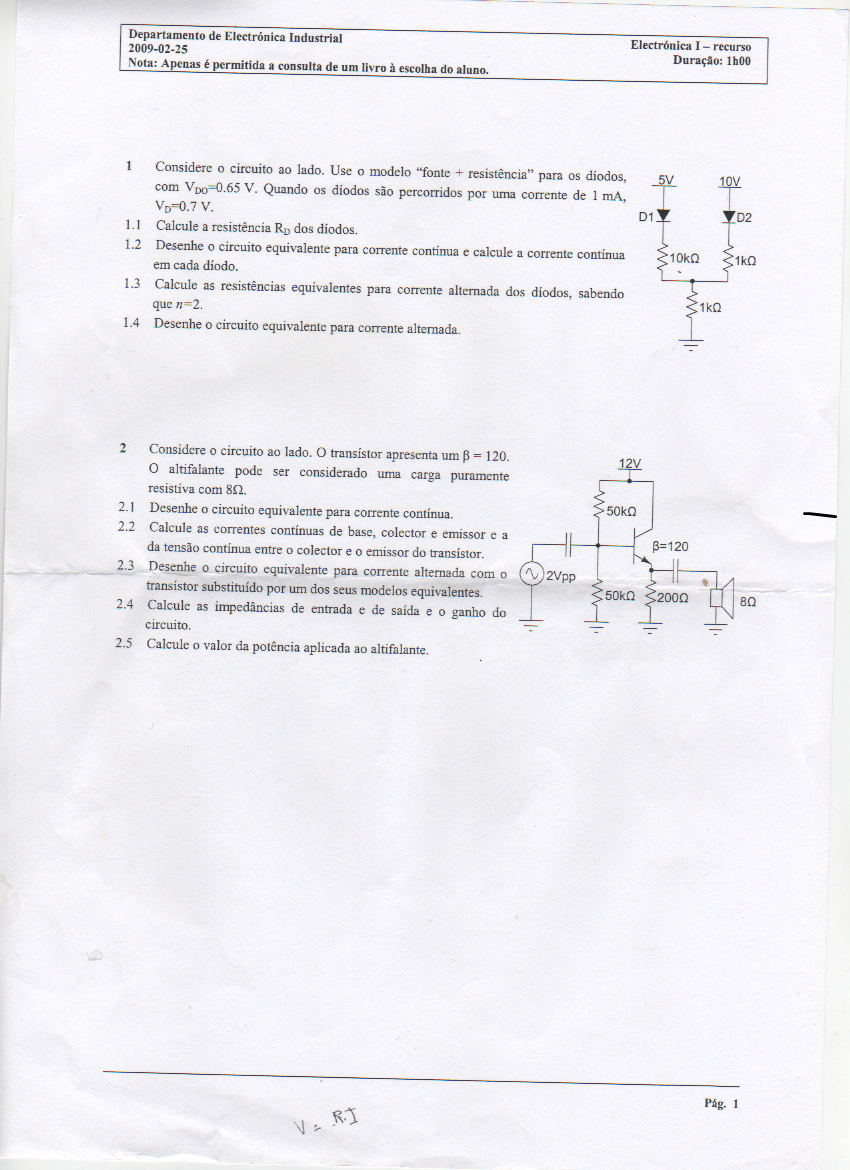 Departamento de Electrónica Industrial
2009-02-25
Nota: Apenas é permitida a consulta de um livro à escolha do aluno.
Electrónica I – recurso
Duração: 1h00
1 Considere o circuito ao lado. Use o modelo “fonte + resistência” para os díodos,
com VDO=0.65 V. Quando os díodos são percorridos por uma corrente de 1 mA,
VD=0.7 V.
1.1 Calcule a resistência RD dos díodos.
1.2 Desenhe o circuito equivalente para corrente contínua e calcule a corrente contínua
em cada díodo.
1.3 Calcule as resistências equivalentes para corrente alternada dos díodos, sabendo
que n=2.
1.4 Desenhe o circuito equivalente para corrente alternada.
5V 10V
D1 D2
10kΩ 1kΩ
1kΩ
2 Considere o circuito ao lado. O transístor apresenta um β = 120.
O altifalante pode ser considerado uma carga puramente
resistiva com 8Ω.
2.1 Desenhe o circuito equivalente para corrente contínua.
2.2 Calcule as correntes contínuas de base, colector e emissor e a
da tensão contínua entre o colector e o emissor do transístor.
2.3 Desenhe o circuito equivalente para corrente alternada com o
transístor substituído por um dos seus modelos equivalentes.
2.4 Calcule as impedâncias de entrada e de saída e o ganho do
circuito.
2.5 Calcule o valor da potência aplicada ao altifalante.
12V
50kΩ
β=120
2Vpp
50kΩ 200Ω 8Ω
Pág. 1
V = R.I